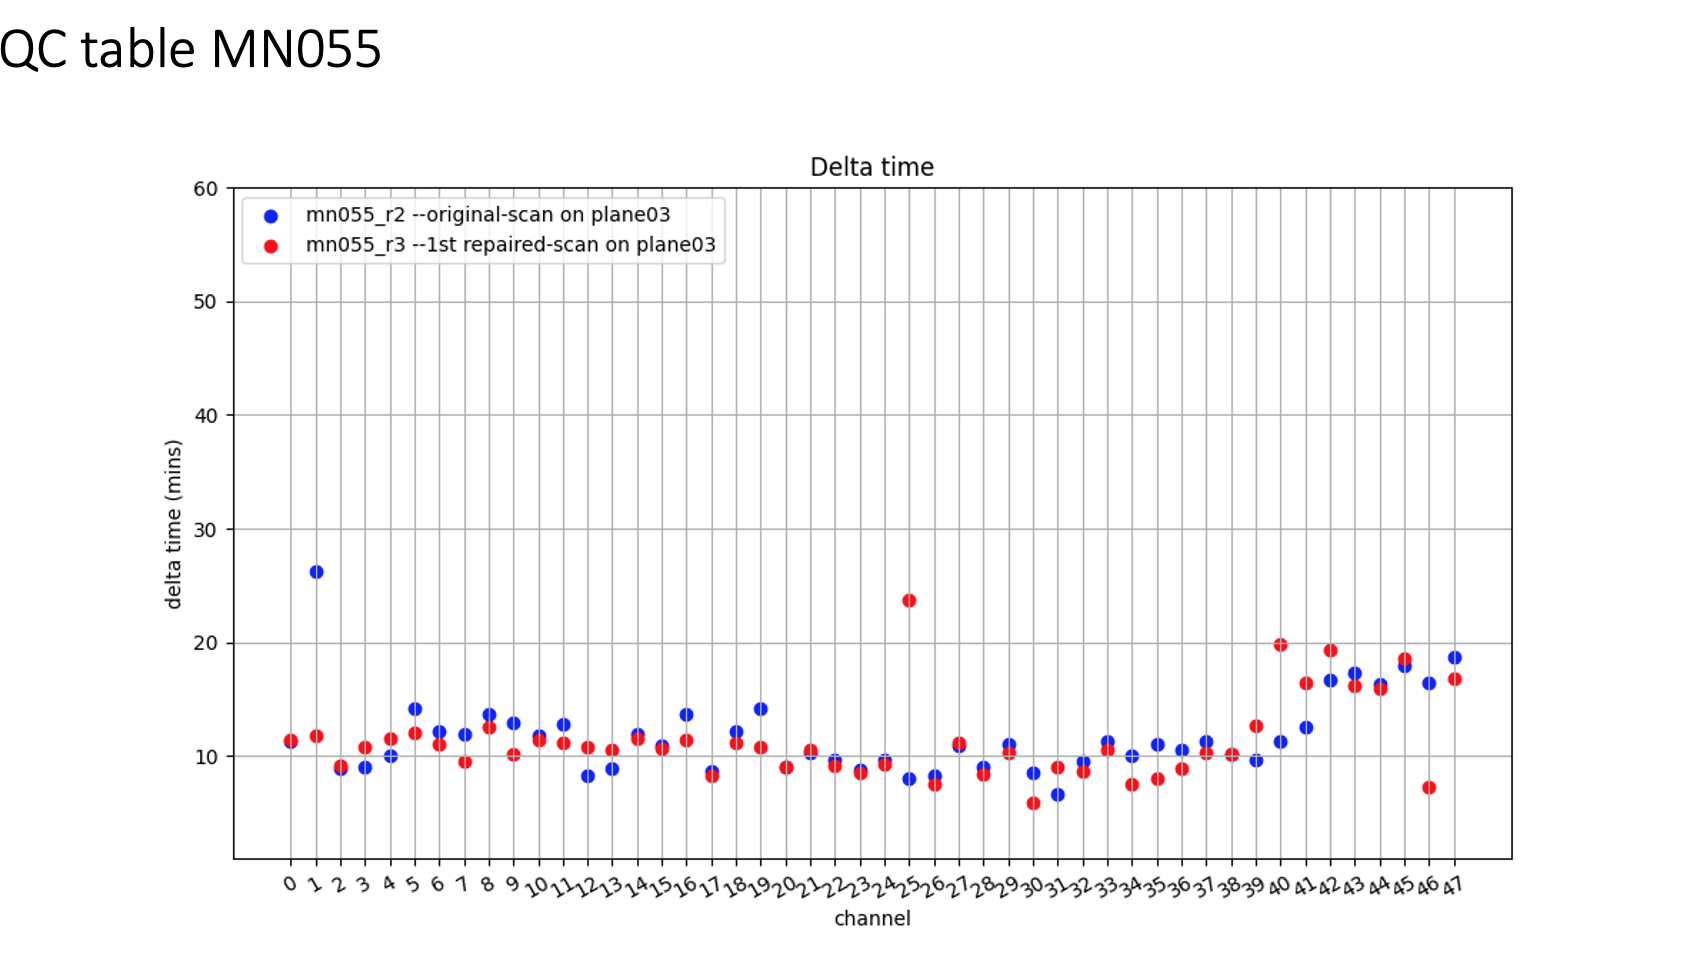 QC table MN055
Delta time
mn055_r2 --original-scan on plane03
mn055_r3 --1st repaired-scan on plane03
60
50
40
30
20
10
delta time (mins)
0 1 2 3 4 5 6 7 8 9 10 11 12 13 14 15 16 17 18 19 20 21 22 23 24 25 26 27 28 29 30 31 32 33 34 35 36 37 38 39 40 41 42 43 44 45 46 47
channel